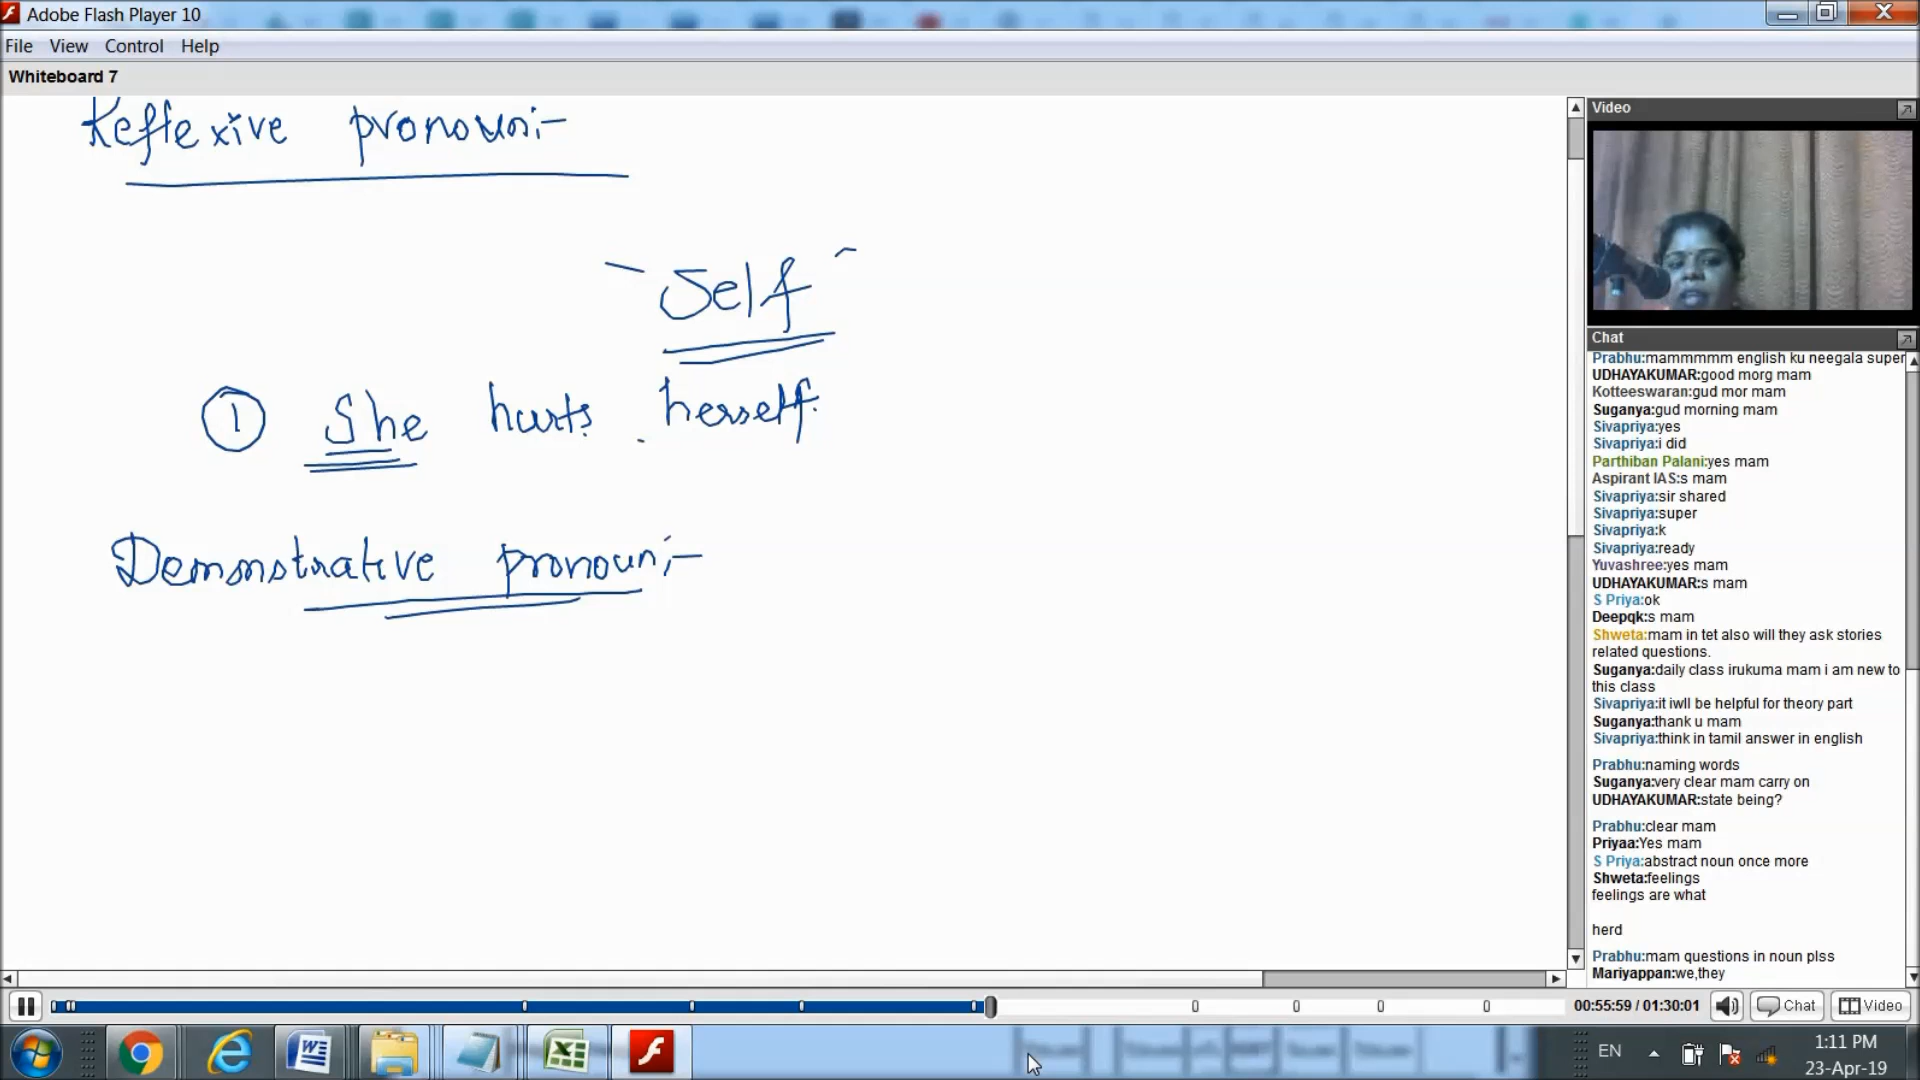 Adobe Flash Player 10
File View Control Help
Whiteboard 7
Reflexive pronoun:-
Self
1 She hurts herself.
Demonstrative pronoun:-
Video
Chat
Prabhu:mammmmm english ku neegala super
UDHAYAKUMAR:good morg mam
Kotteeswaran:gud mor mam
Suganya:gud morning mam
Sivapriya:yes
Sivapriya:i did
Parthiban Palani:yes mam
Aspirant IAS:s mam
Sivapriya:sir shared
Sivapriya:super
Sivapriya:k
Sivapriya:ready
Yuvashree:yes mam
UDHAYAKUMAR:s mam
S Priya:ok
Deepqk:s mam
Shweta:mam in tet also will they ask stories
related questions.
Suganya:daily class irukuma mam i am new to
this class
Sivapriya:it iwll be helpful for theory part
Suganya:thank u mam
Sivapriya:think in tamil answer in english
Prabhu:naming words
Suganya:very clear mam carry on
UDHAYAKUMAR:state being?
Prabhu:clear mam
Priyaa:Yes mam
S Priya:abstract noun once more
Shweta:feelings
feelings are what
herd
Prabhu:mam questions in noun plss
Mariyappan:we,they
00:55:59 / 01:30:01 Chat Video
EN 1:11 PM
23-Apr-19